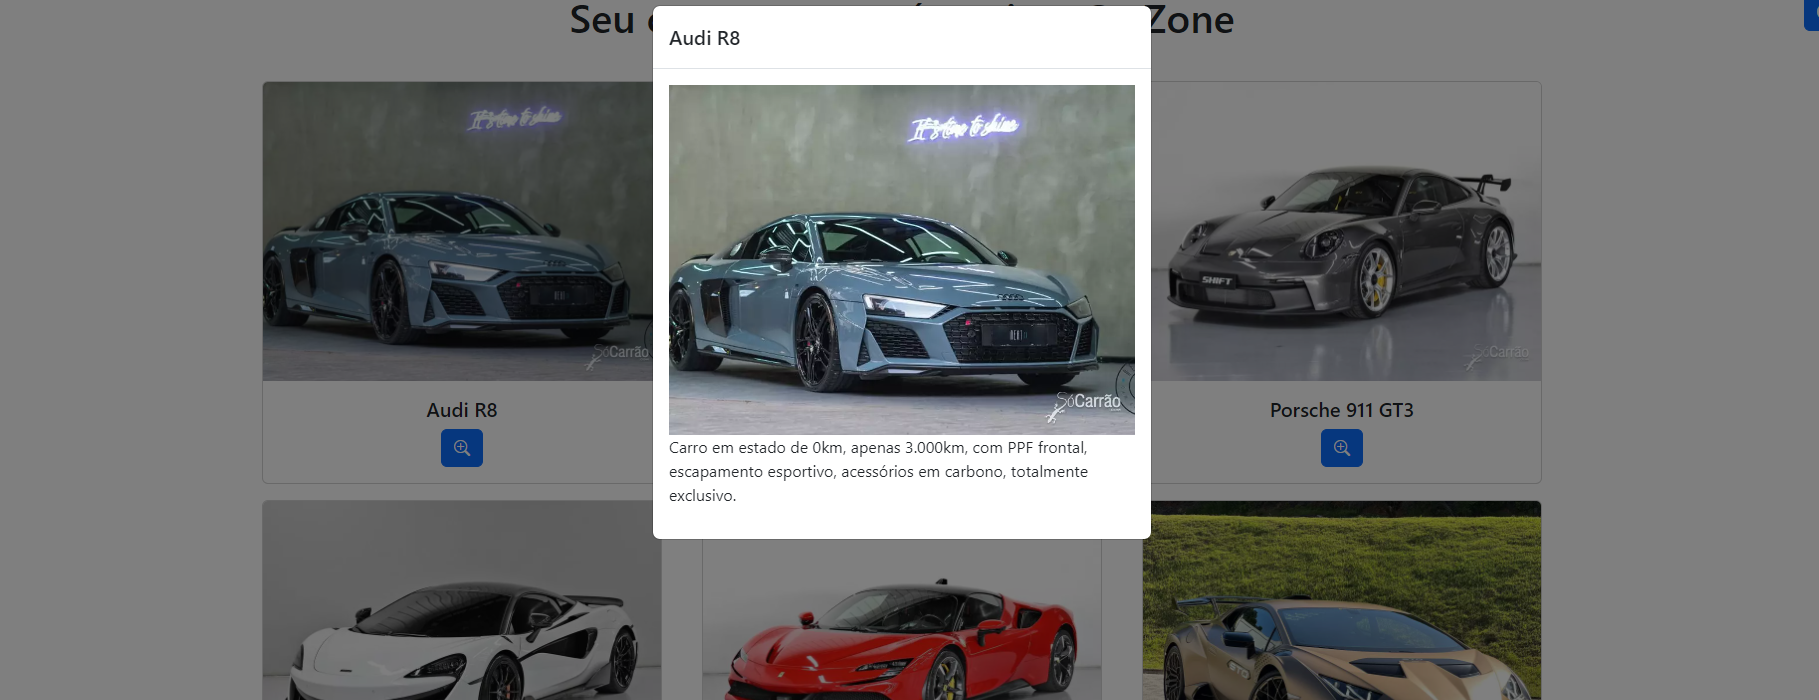 Seu
Zone
Audi R8
It's time to shine
It's time to shine
NEXT
SHIFT
SóCarrão
SóCarrão
SóCarrão
Audi R8
Carro em estado de 0km, apenas 3.000km, com PPF frontal,
escapamento esportivo, acessórios em carbono, totalmente
exclusivo.
Porsche 911 GT3